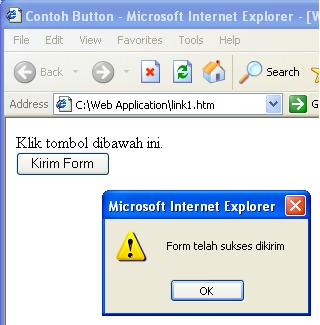 Contoh Button - Microsoft Internet Explorer - [W
File Edit View Favorites Tools Help
Back Search
Address C:\Web Application\link1.htm G
Klik tombol dibawah ini.
Kirim Form
Microsoft Internet Explorer
Form telah sukses dikirim
OK